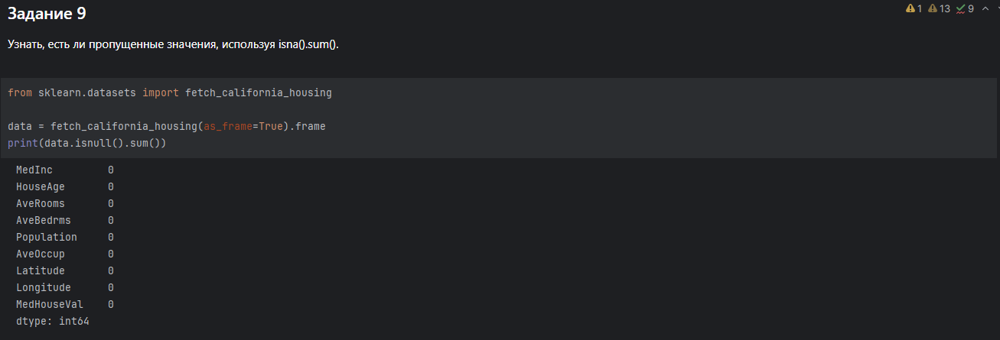 Задание 9
1 13 9
Узнать, есть ли пропущенные значения, используя isna().sum().
from sklearn.datasets import fetch_california_housing
data = fetch_california_housing(as_frame=True).frame
print(data.isnull().sum())
MedInc 0
HouseAge 0
AveRooms 0
AveBedrms 0
Population 0
AveOccup 0
Latitude 0
Longitude 0
MedHouseVal 0
dtype: int64